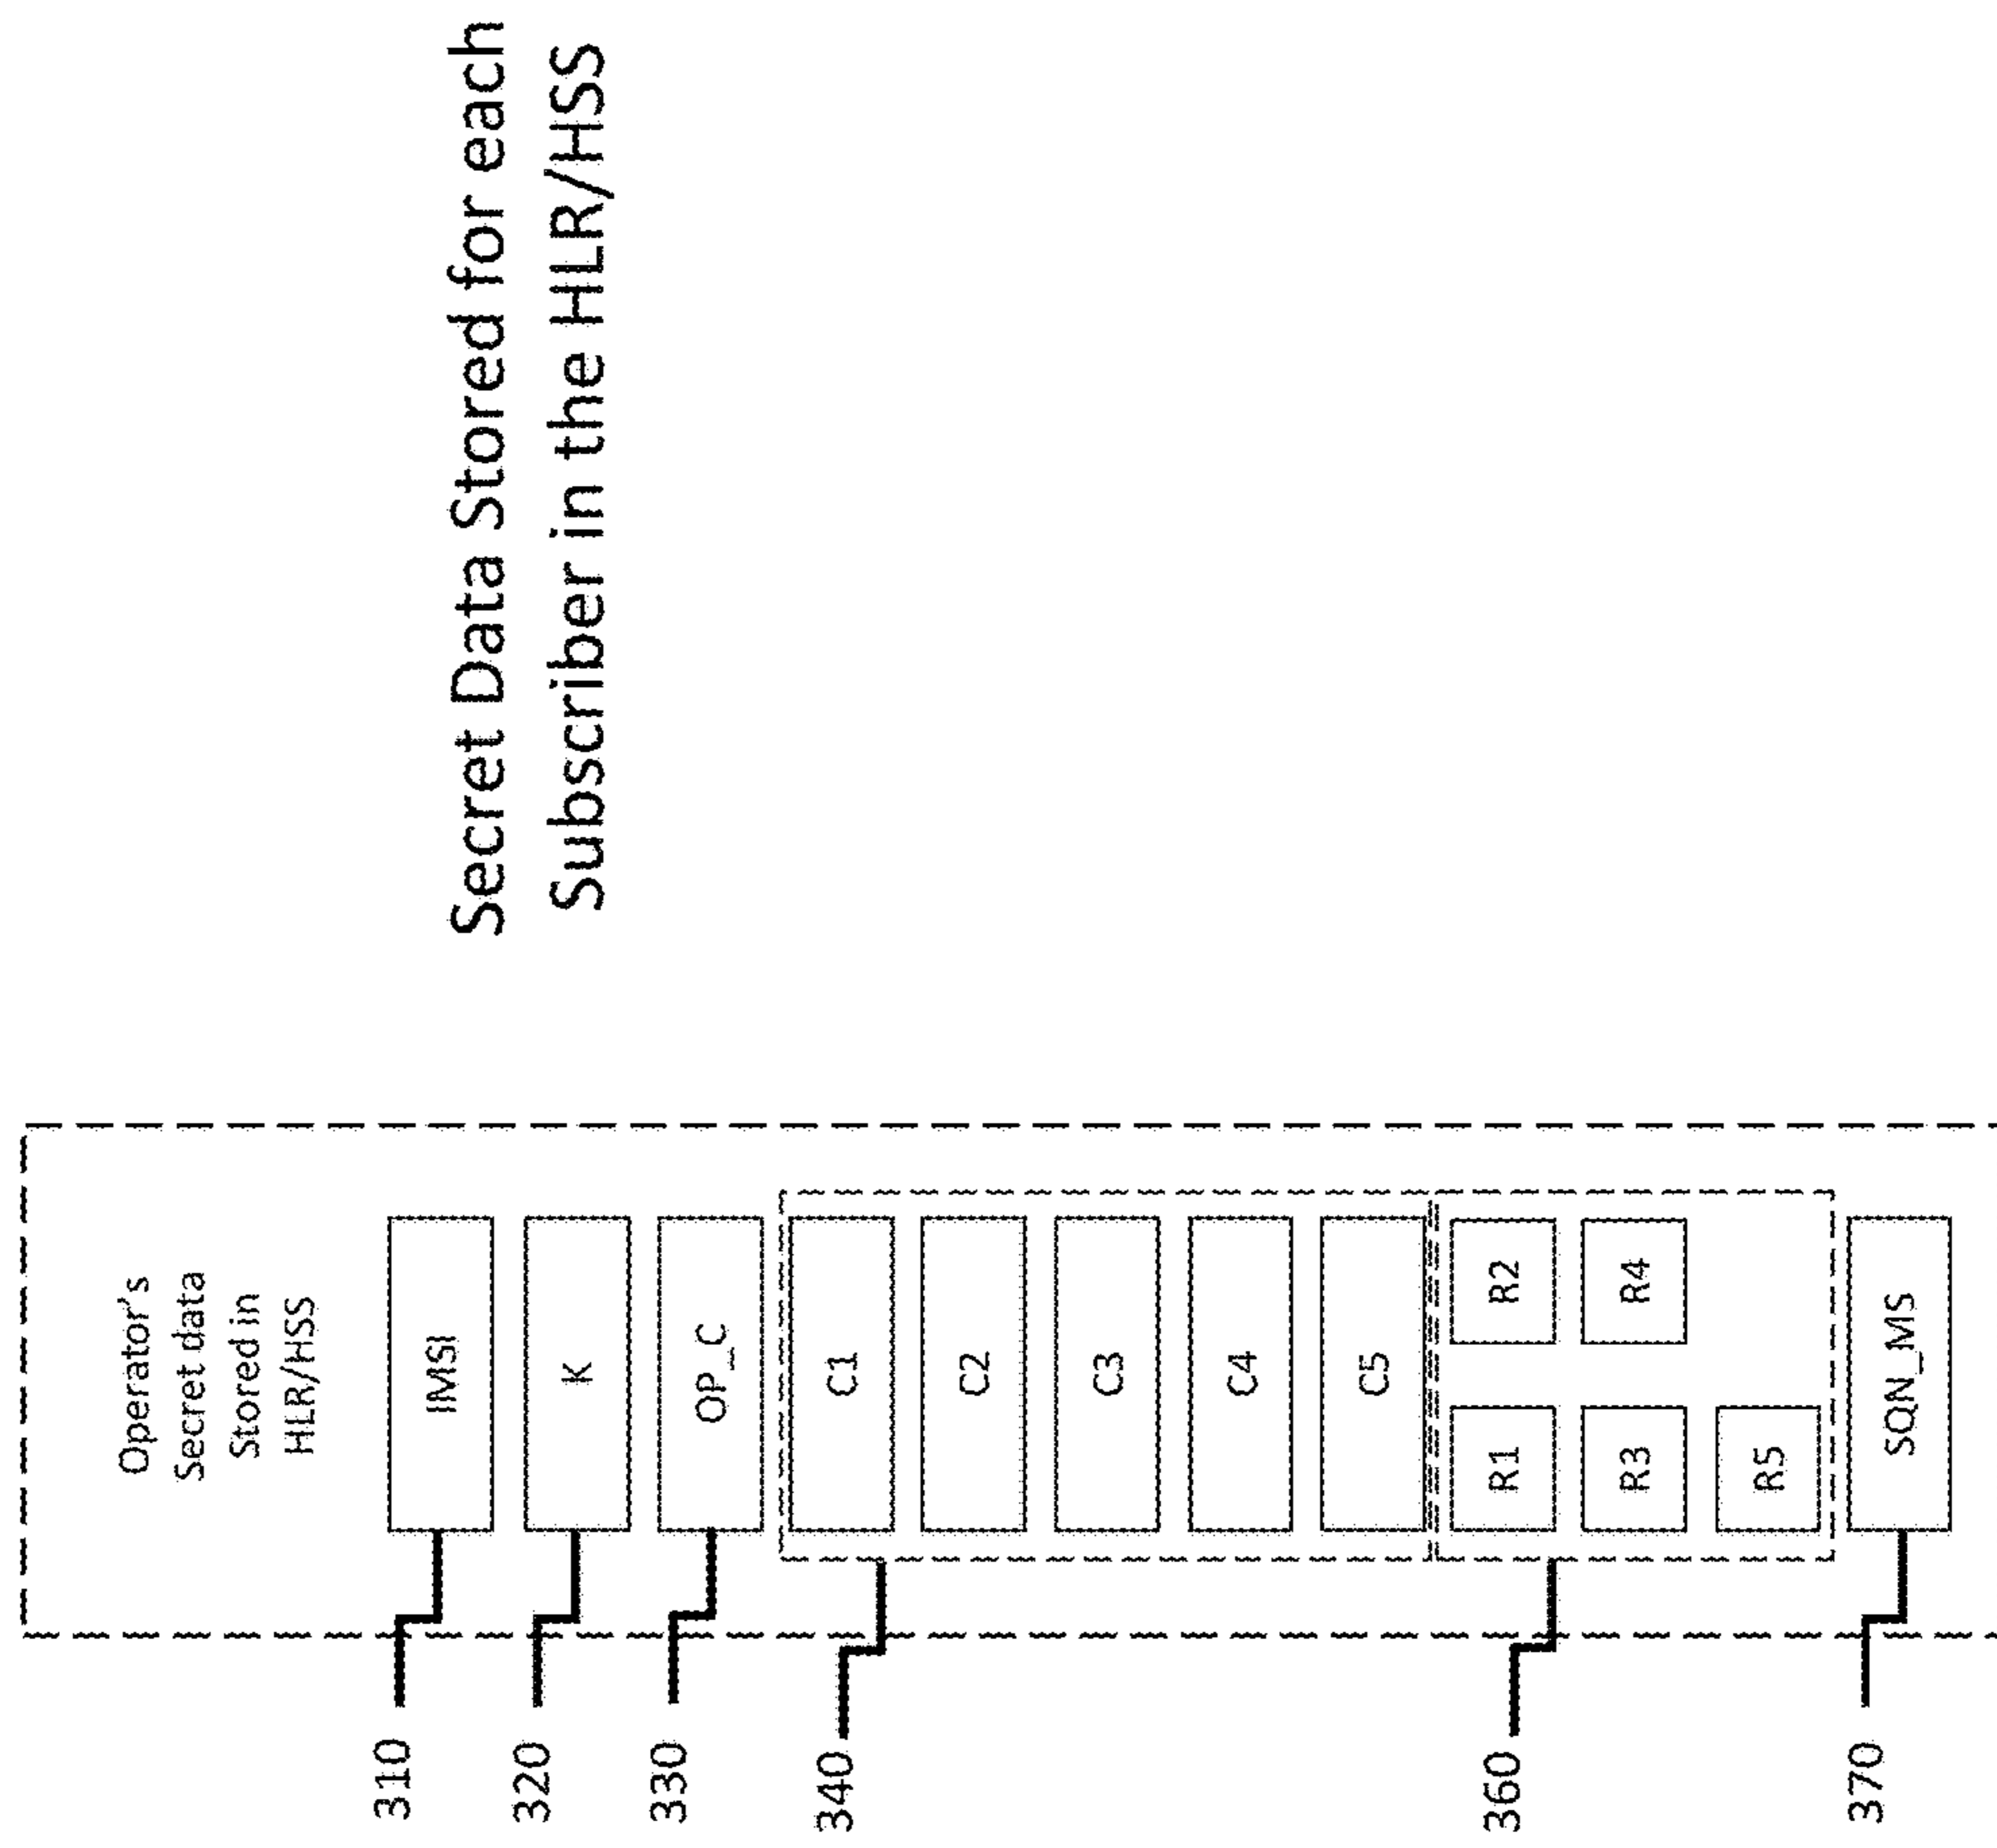 Secret Data Stored for each
Subscriber in the HLR/HSS
Operator's
Secret data
Stored in
HLR/HSS
310
IMSI
320
K
330
OP_C
340
C1
C2
C3
C4
C5
360
R1
R2
R3
R4
R5
370
SQN_MS